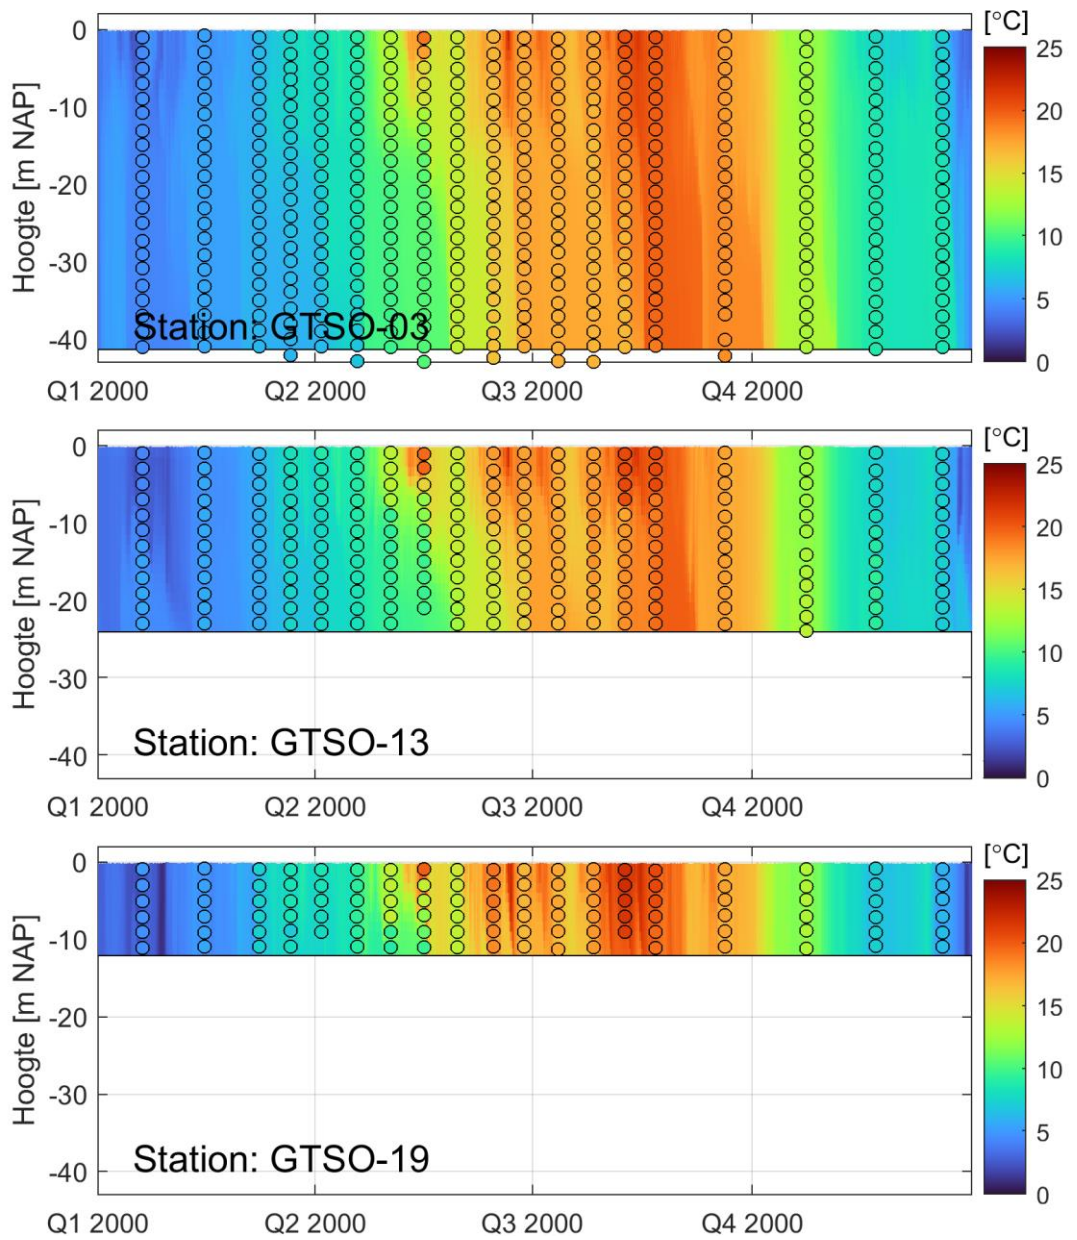 [°C]
0
-10
-20
-30
-40
Hoogte [m NAP]
Station: GTSO-03
Q1 2000
Q2 2000
Q3 2000
Q4 2000
25
20
15
10
5
0
[°C]
0
-10
-20
-30
-40
Hoogte [m NAP]
Station: GTSO-13
Q1 2000
Q2 2000
Q3 2000
Q4 2000
25
20
15
10
5
0
[°C]
0
-10
-20
-30
-40
Hoogte [m NAP]
Station: GTSO-19
Q1 2000
Q2 2000
Q3 2000
Q4 2000
25
20
15
10
5
0